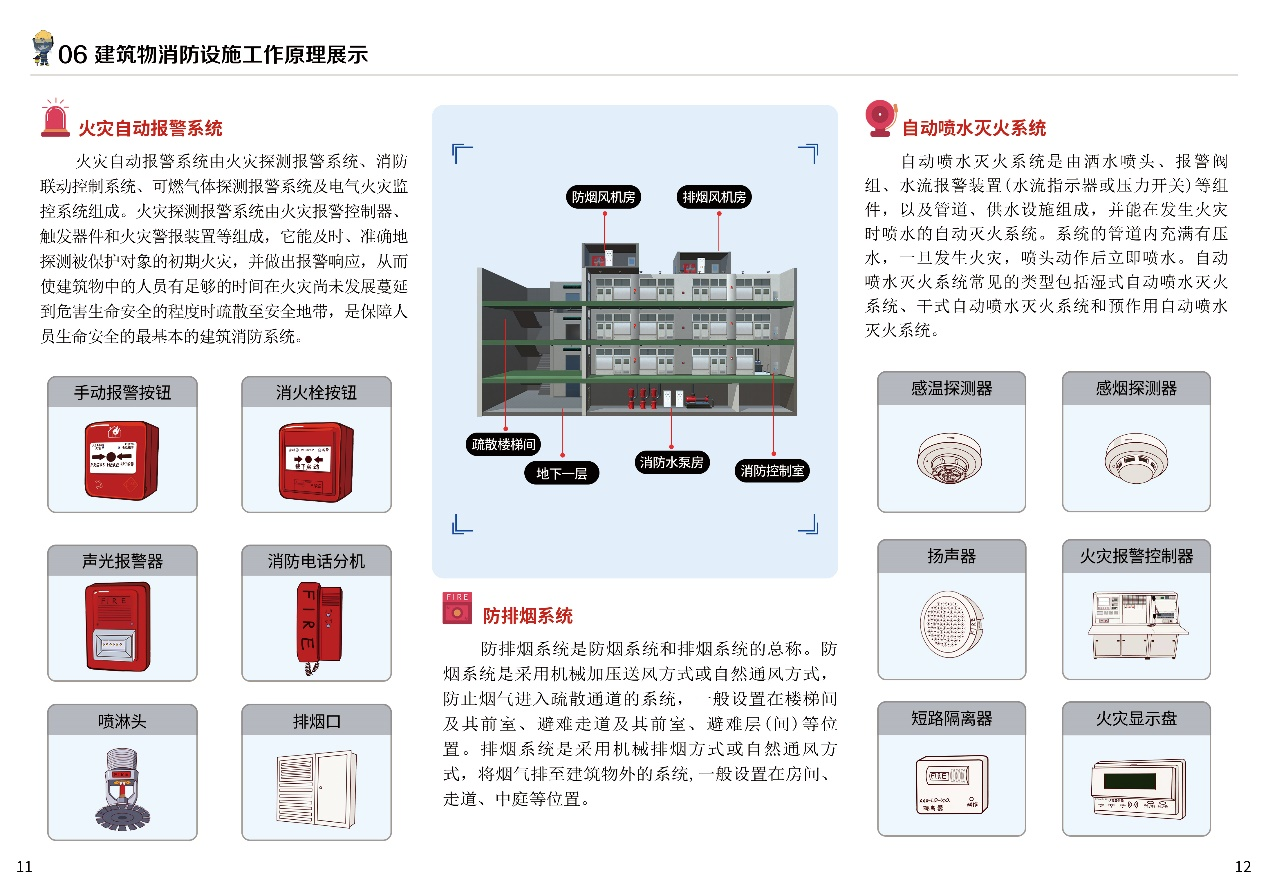 06 建筑物消防设施工作原理展示
火灾自动报警系统
火灾自动报警系统由火灾探测报警系统、消防
联动控制系统、可燃气体探测报警系统及电气火灾监
控系统组成。火灾探测报警系统由火灾报警控制器、
触发器件和火灾警报装置等组成，它能及时、准确地
探测被保护对象的初期火灾，并做出报警响应，从而
使建筑物中的人员有足够的时间在火灾尚未发展蔓延
到危害生命安全的程度时疏散至安全地带，是保障人
员生命安全的最基本的建筑消防系统。
手动报警按钮
消火栓按钮
声光报警器
FIRE
消防电话分机
FIRE
喷淋头
排烟口
防烟风机房
排烟风机房
疏散楼梯间
地下一层
消防水泵房
消防控制室
FIRE
防排烟系统
防排烟系统是防烟系统和排烟系统的总称。防
烟系统是采用机械加压送风方式或自然通风方式，
防止烟气进入疏散通道的系统，一般设置在楼梯间
及其前室、避难走道及其前室、避难层(间)等位
置。排烟系统是采用机械排烟方式或自然通风方
式，将烟气排至建筑物外的系统,一般设置在房间、
走道、中庭等位置。
自动喷水灭火系统
自动喷水灭火系统是由洒水喷头、报警阀
组、水流报警装置(水流指示器或压力开关)等组
件，以及管道、供水设施组成，并能在发生火灾
时喷水的自动灭火系统。系统的管道内充满有压
水，一旦发生火灾，喷头动作后立即喷水。自动
喷水灭火系统常见的类型包括湿式自动喷水灭火
系统、干式自动喷水灭火系统和预作用自动喷水
灭火系统。
感温探测器
感烟探测器
扬声器
火灾报警控制器
短路隔离器
FIRE
隔离器
火灾显示盘
11
12